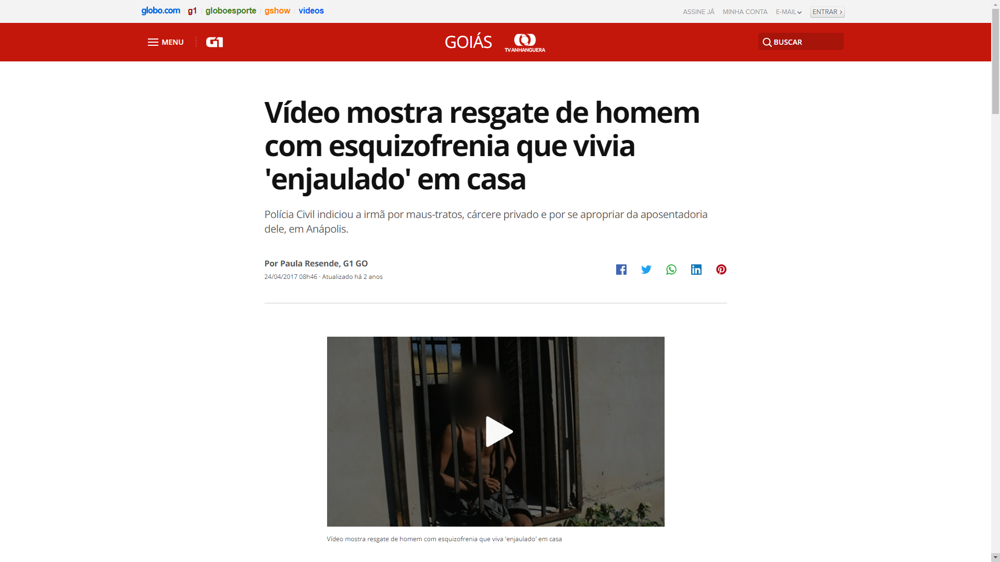 globo.com g1 globoesporte gshow vídeos ASSINE JÁ MINHA CONTA E-MAIL ENTRAR ›
MENU G1 GOIÁS TV ANHANGUERA BUSCAR
Vídeo mostra resgate de homem
com esquizofrenia que vivia
'enjaulado' em casa
Polícia Civil indiciou a irmã por maus-tratos, cárcere privado e por se apropriar da aposentadoria
dele, em Anápolis.
Por Paula Resende, G1 GO
24/04/2017 08h46 · Atualizado há 2 anos
Vídeo mostra resgate de homem com esquizofrenia que viva 'enjaulado' em casa